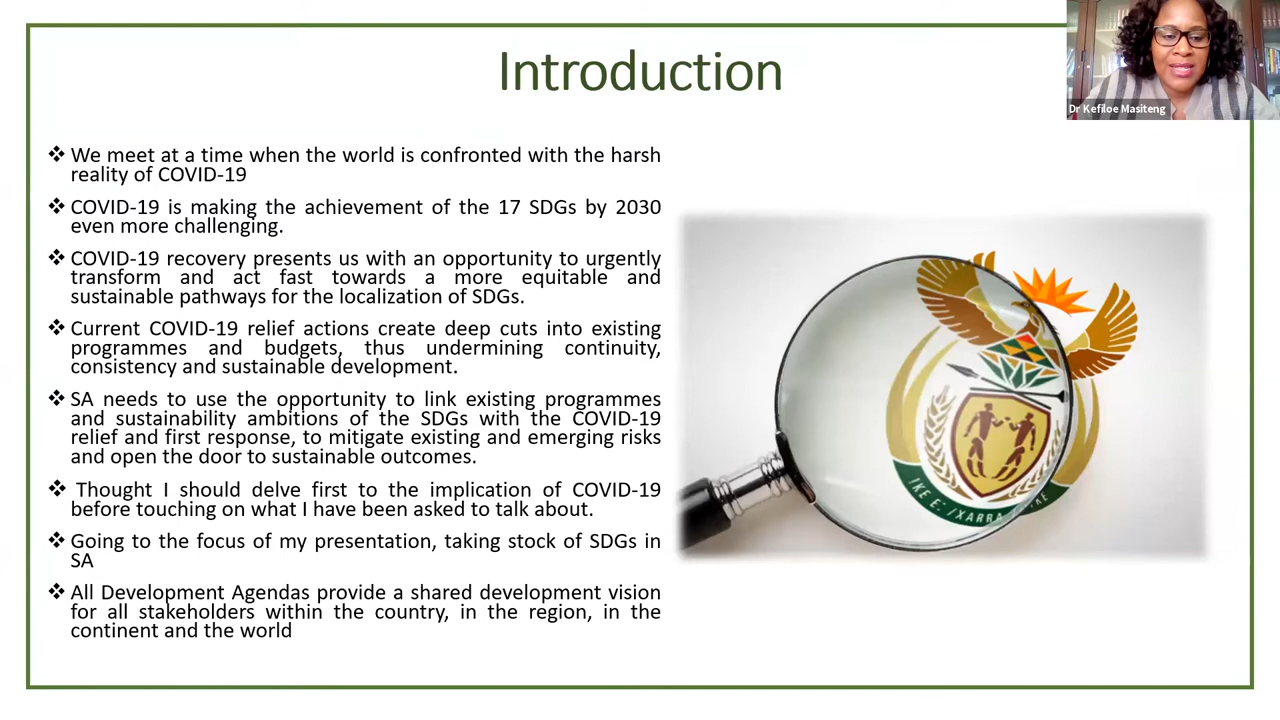 Introduction
Dr Kefiloe Masiteng
❖ We meet at a time when the world is confronted with the harsh
reality of COVID-19
❖ COVID-19 is making the achievement of the 17 SDGs by 2030
even more challenging.
❖ COVID-19 recovery presents us with an opportunity to urgently
transform and act fast towards a more equitable and
sustainable pathways for the localization of SDGs.
❖ Current COVID-19 relief actions create deep cuts into existing
programmes and budgets, thus undermining continuity,
consistency and sustainable development.
❖ SA needs to use the opportunity to link existing programmes
and sustainability ambitions of the SDGs with the COVID-19
relief and first response, to mitigate existing and emerging risks
and open the door to sustainable outcomes.
❖ Thought I should delve first to the implication of COVID-19
before touching on what I have been asked to talk about.
❖ Going to the focus of my presentation, taking stock of SDGs in
SA
❖ All Development Agendas provide a shared development vision
for all stakeholders within the country, in the region, in the
continent and the world
!KE E: /XARRA